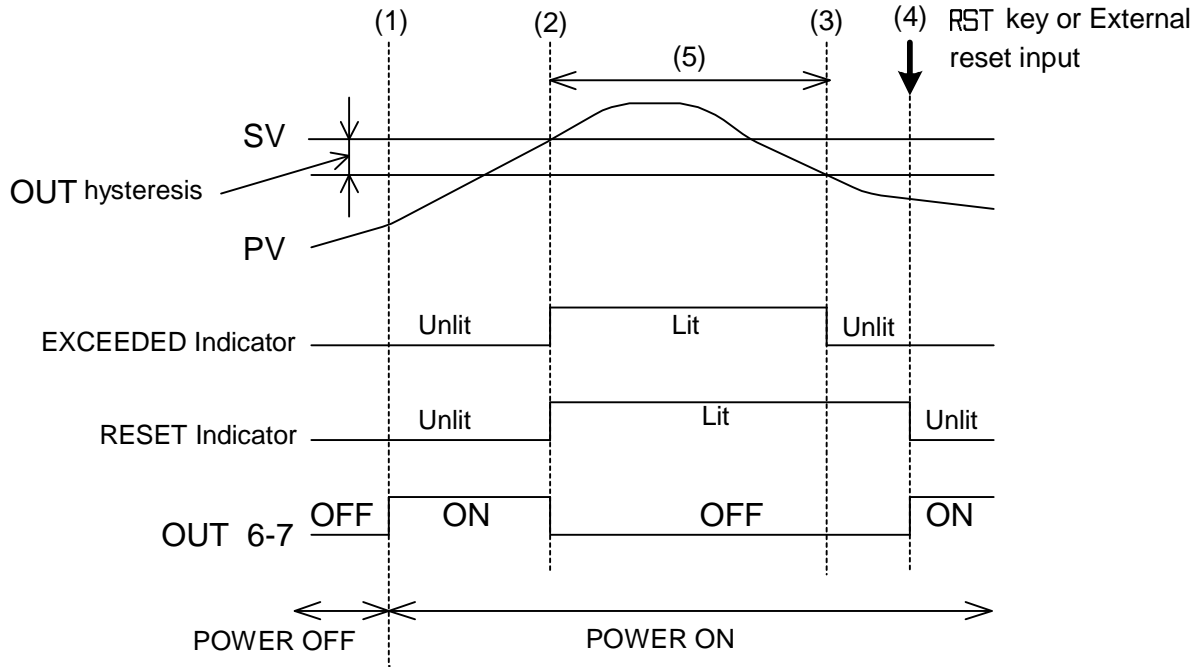 (1)
(2)
(3)
(4)
RST key or External
reset input
(5)
SV
OUT hysteresis
PV
EXCEEDED Indicator
Unlit
Lit
Unlit
RESET Indicator
Unlit
Lit
Unlit
OUT 6-7
OFF
ON
OFF
ON
POWER OFF
POWER ON